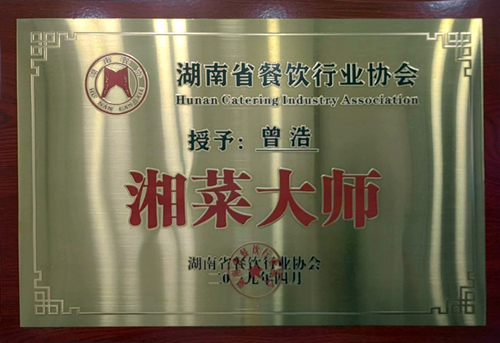 湖南省餐饮行业协会
Hunan Catering Industry Association
授予：曾浩
湘菜大师
湖南省餐饮行业协会
二〇一九年四月